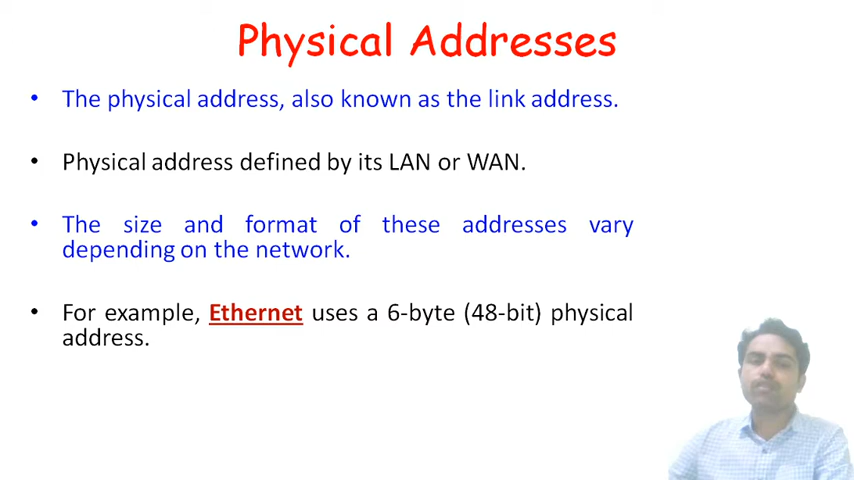 Physical Addresses
• The physical address, also known as the link address.
• Physical address defined by its LAN or WAN.
• The size and format of these addresses vary
depending on the network.
• For example, Ethernet uses a 6-byte (48-bit) physical
address.